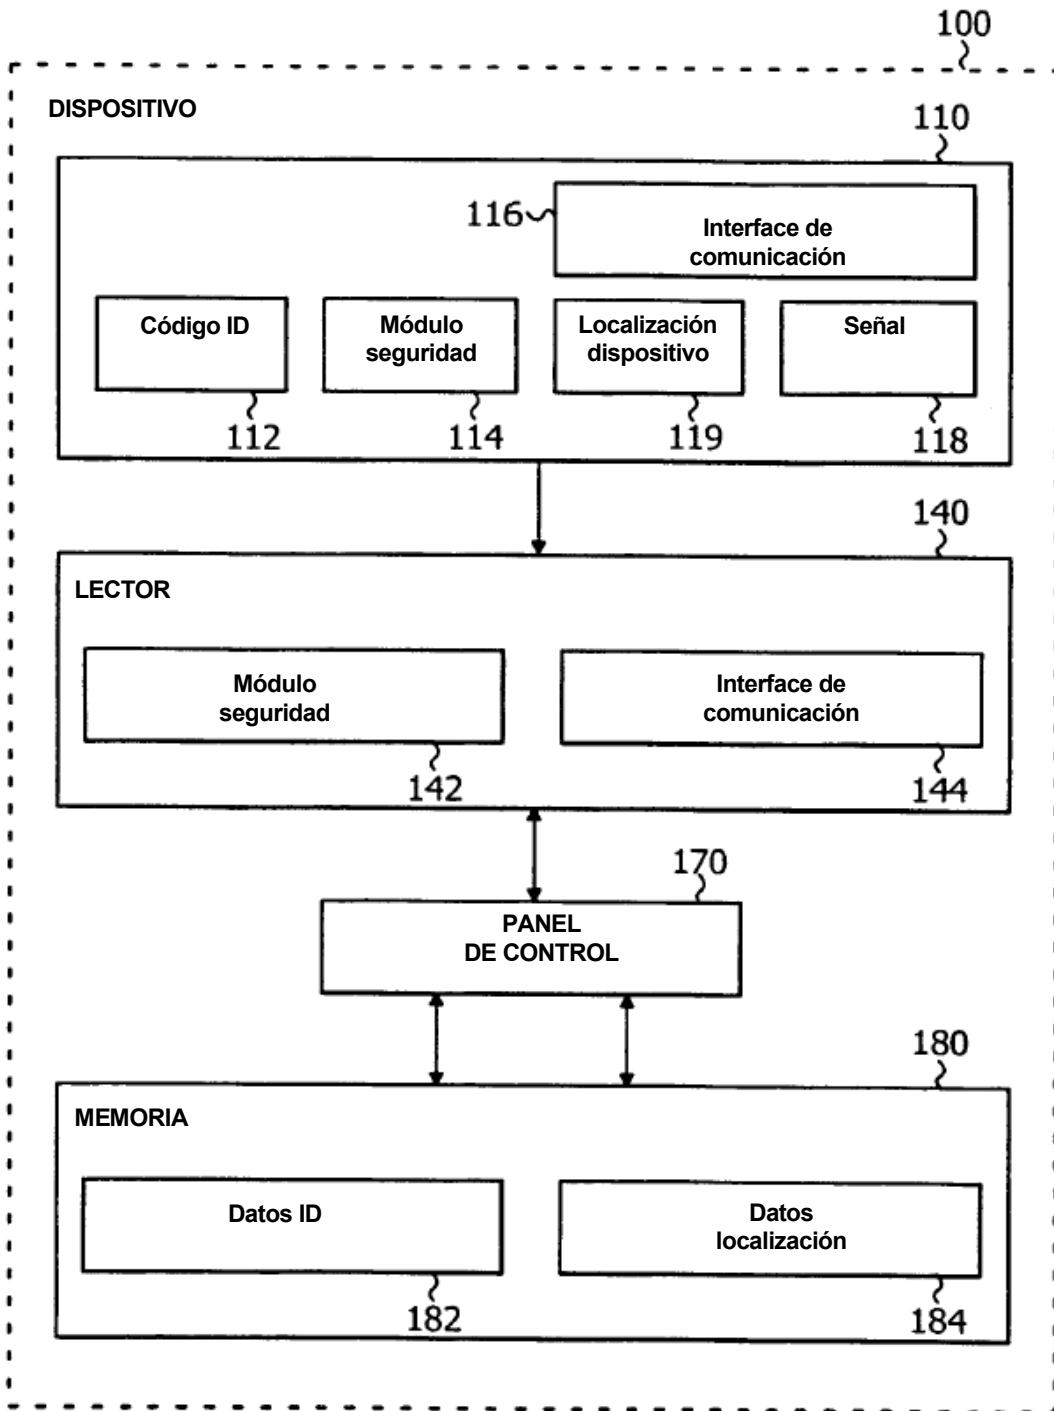 100
DISPOSITIVO
110
116
Interface de
comunicación
Código ID
Módulo
seguridad
Localización
dispositivo
Señal
112
114
119
118
140
LECTOR
Módulo
seguridad
Interface de
comunicación
142
144
170
PANEL
DE CONTROL
180
MEMORIA
Datos ID
Datos
localización
182
184